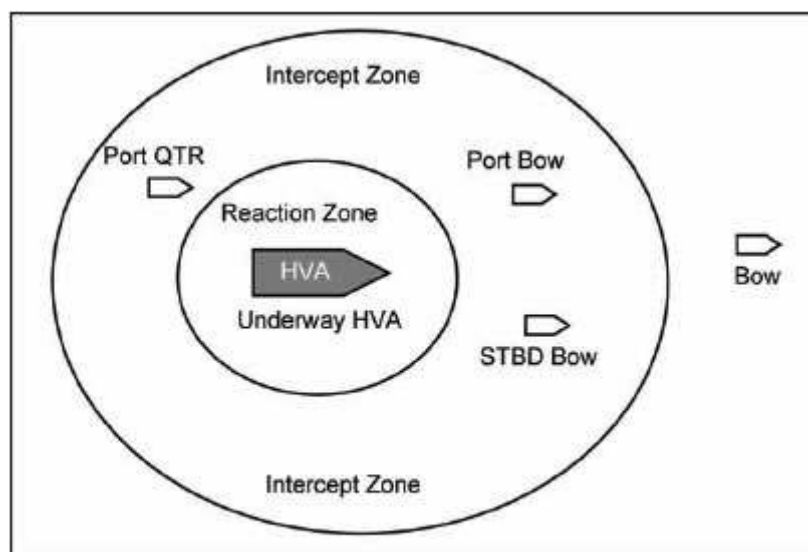 Intercept Zone
Port QTR
Port Bow
Reaction Zone
HVA
Bow
Underway HVA
STBD Bow
Intercept Zone